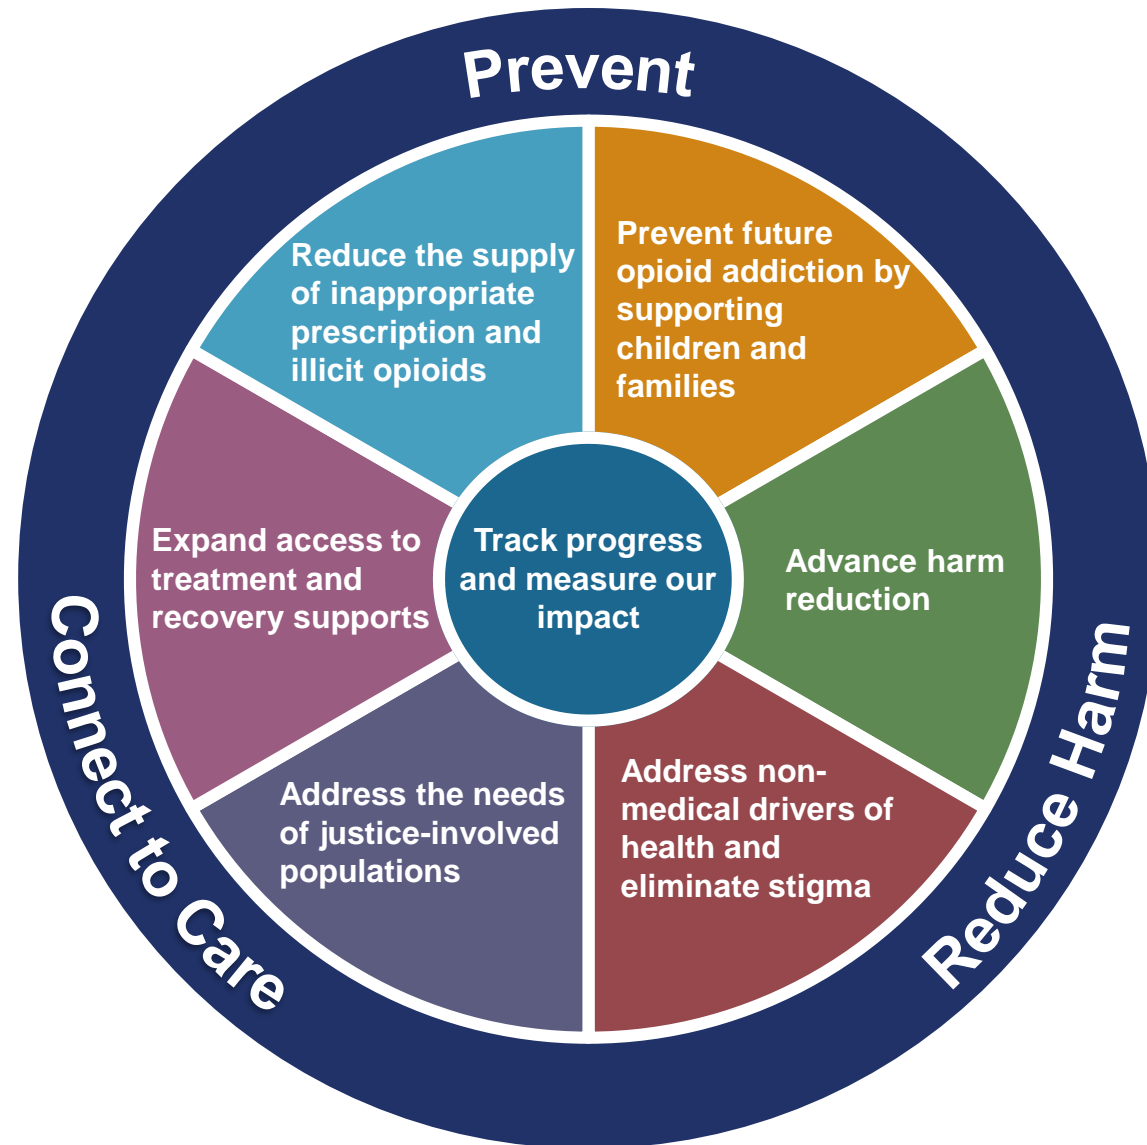 Prevent
Reduce the supply
of inappropriate
prescription and
illicit opioids
Prevent future
opioid addiction by
supporting
children and
families
Expand access to
treatment and
recovery supports
Track progress
and measure our
impact
Advance harm
reduction
Address the needs
of justice-involved
populations
Address non-
medical drivers of
health and
eliminate stigma
Connect to Care
Reduce Harm